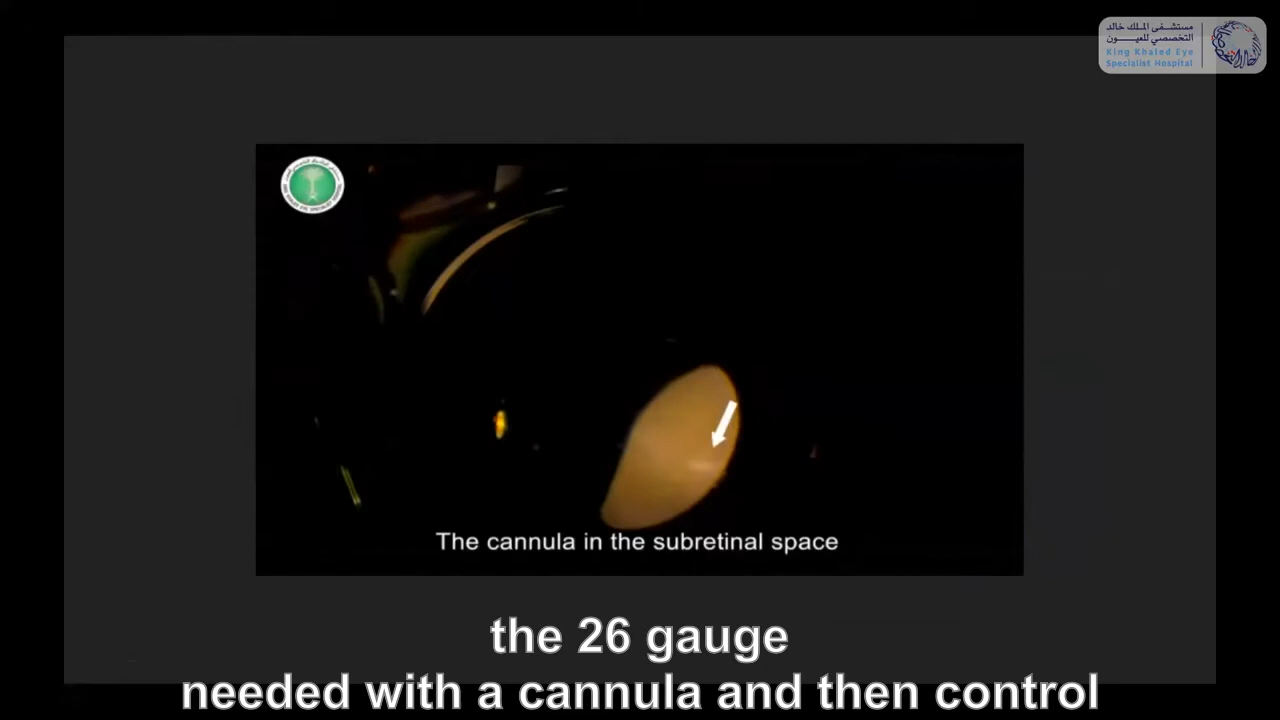 مستشفى الملك خالد
التخصصي للعيون
King Khaled Eye
Specialist Hospital
The cannula in the subretinal space
the 26 gauge
needed with a cannula and then control